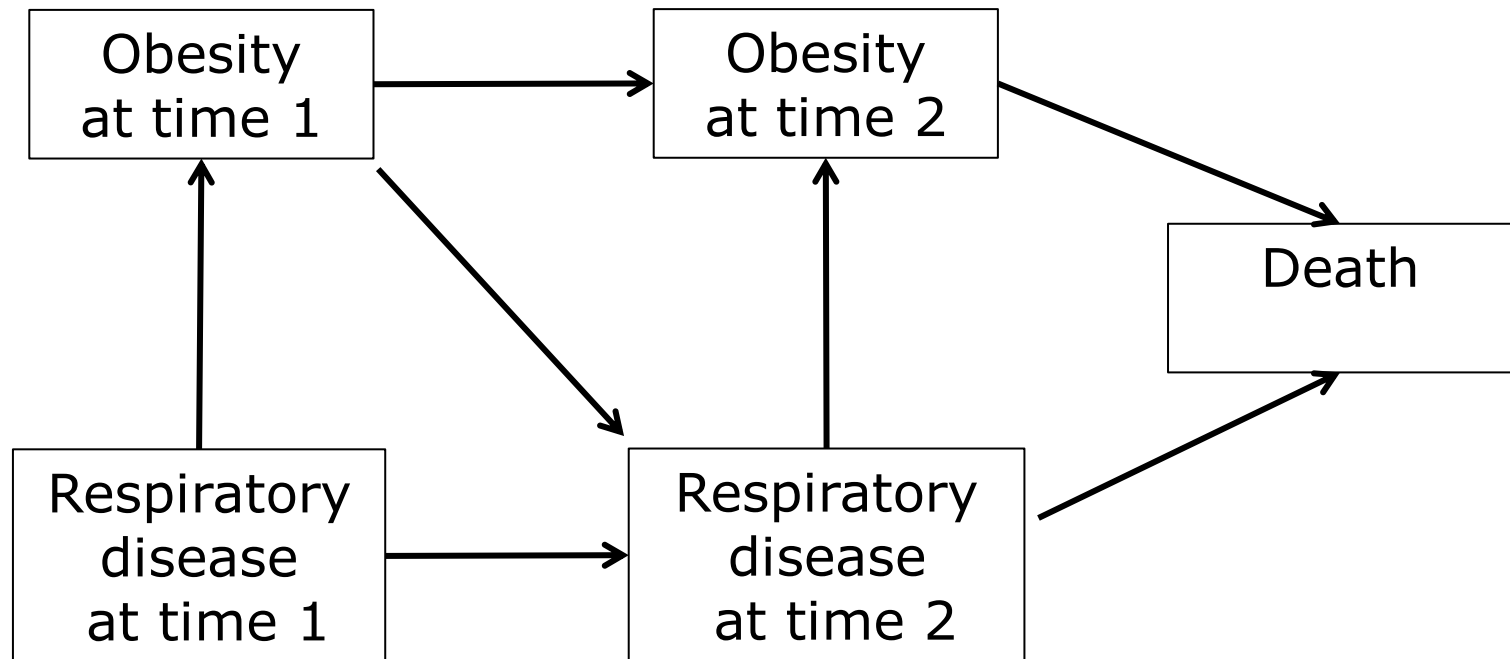 Obesity
at time 1
Obesity
at time 2
Death
Respiratory
disease
at time 1
Respiratory
disease
at time 2